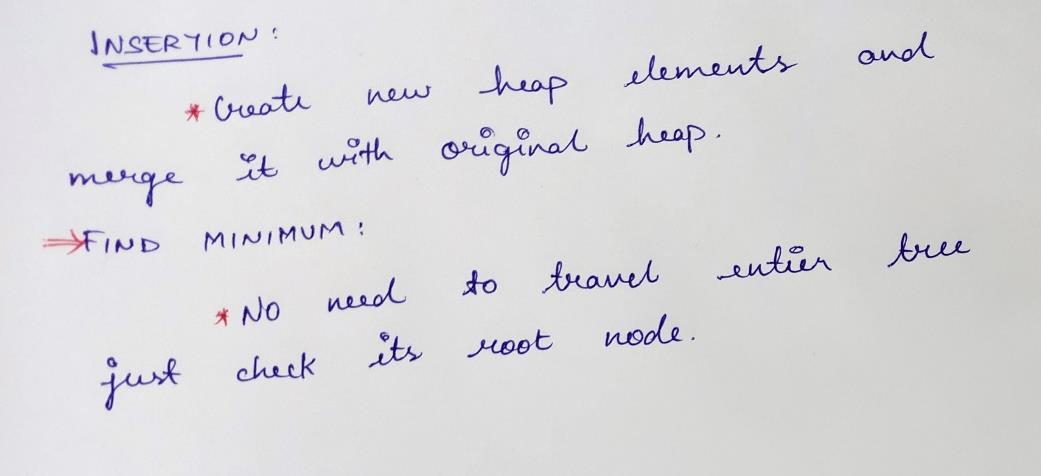 INSERTION :
* Create new heap elements and
merge it with original heap.
⇒ FIND MINIMUM :
* No need to travel entier tree
just check its root node.